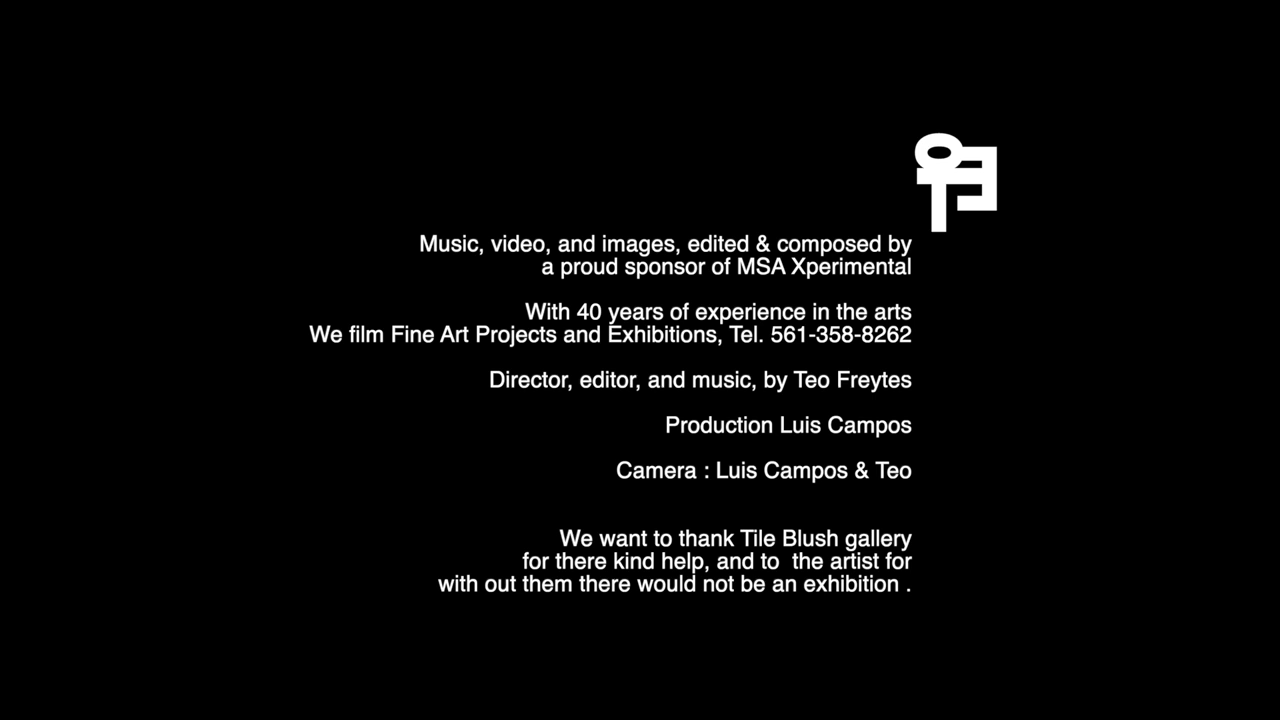 Music, video, and images, edited & composed by
a proud sponsor of MSA Xperimental
With 40 years of experience in the arts
We film Fine Art Projects and Exhibitions, Tel. 561-358-8262
Director, editor, and music, by Teo Freytes
Production Luis Campos
Camera : Luis Campos & Teo
We want to thank Tile Blush gallery
for there kind help, and to  the artist for
with out them there would not be an exhibition .